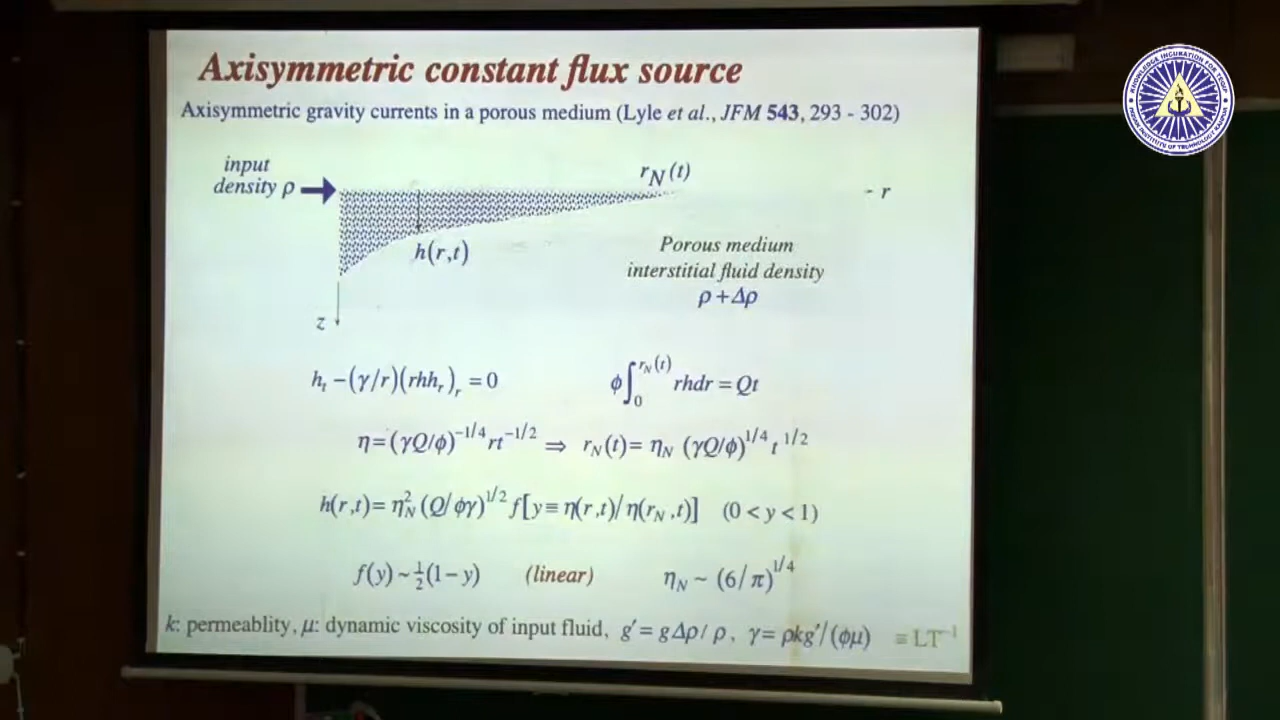 Axisymmetric constant flux source
Axisymmetric gravity currents in a porous medium (Lyle et al., JFM 543, 293 - 302)
input
density ρ
r_N(t)
- r
h(r,t)
Porous medium
interstitial fluid density
ρ+Δρ
z
h_t −(γ/r)(rhh_r)_r = 0
ϕ∫_0^{r_N(t)} rhdr = Qt
η=(γQ/ϕ)^{-1/4} rt^{-1/2} ⇒ r_N(t)= η_N (γQ/ϕ)^{1/4} t^{1/2}
h(r,t)= η_N^2 (Q/ϕγ)^{1/2} f[y≡η(r,t)/η(r_N,t)] (0<y<1)
f(y)~½(1−y) (linear) η_N ~ (6/π)^{1/4}
k: permeablity, μ: dynamic viscosity of input fluid, g′= gΔρ/ρ, γ= ρkg′/(ϕμ) ≡ LT^{-1}